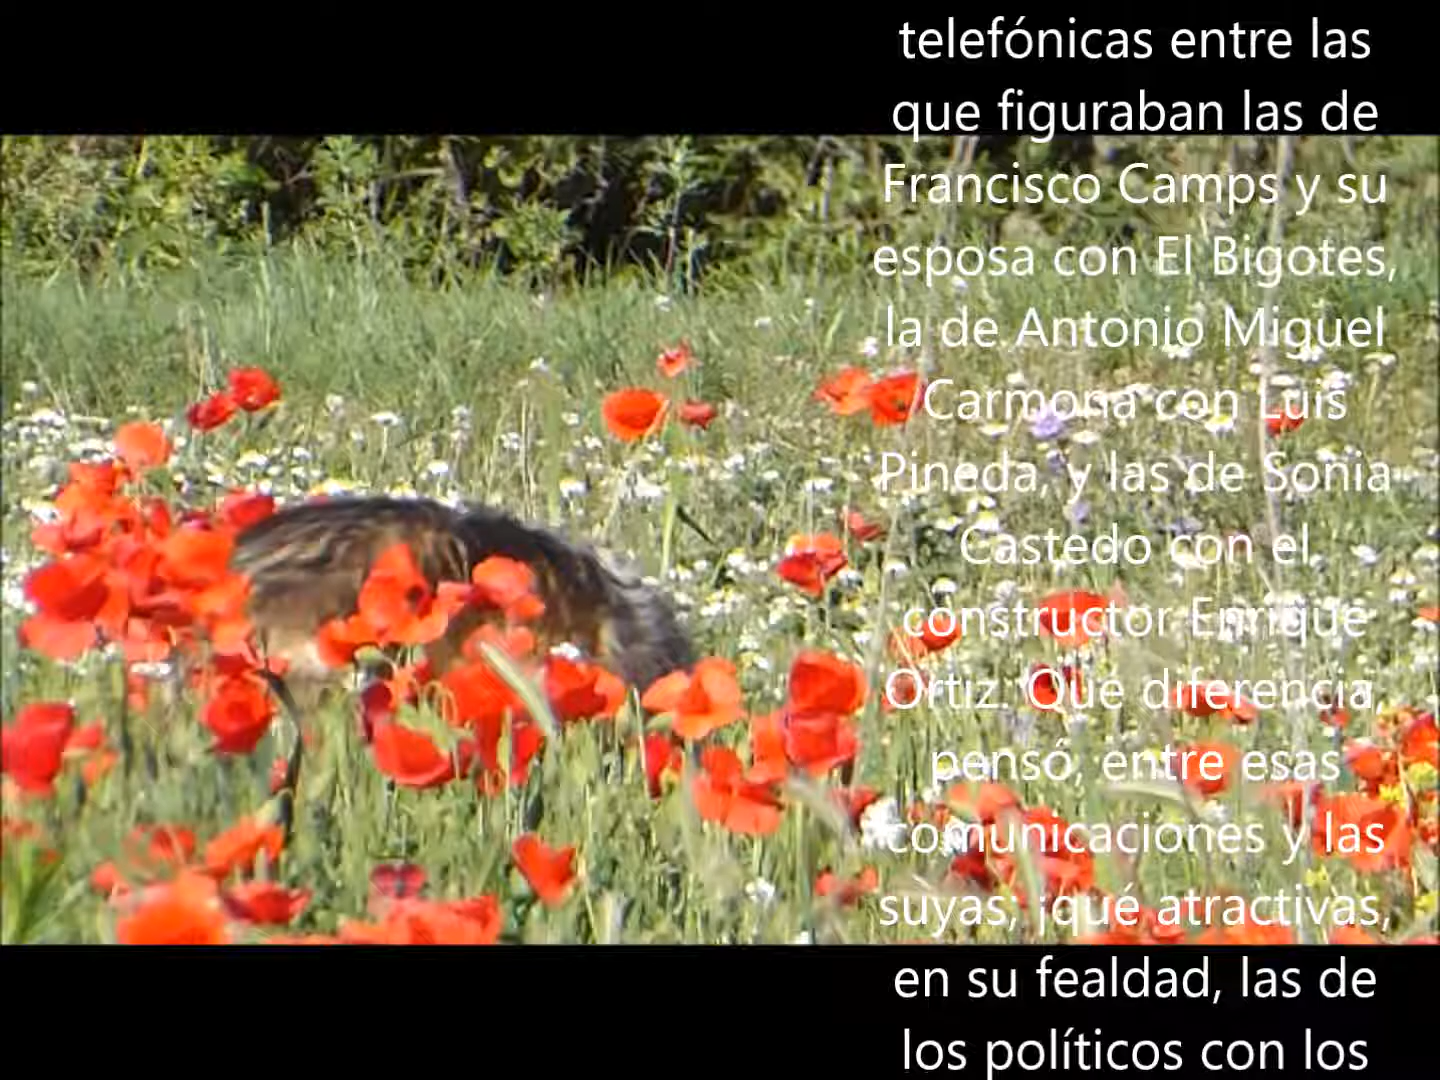 telefónicas entre las
que figuraban las de
Francisco Camps y su
esposa con El Bigotes,
la de Antonio Miguel
Carmona con Luis
Pineda, y las de Sonia
Castedo con el
constructor Enrique
Ortiz. Qué diferencia,
pensó, entre esas
comunicaciones y las
suyas; ¡qué atractivas,
en su fealdad, las de
los políticos con los